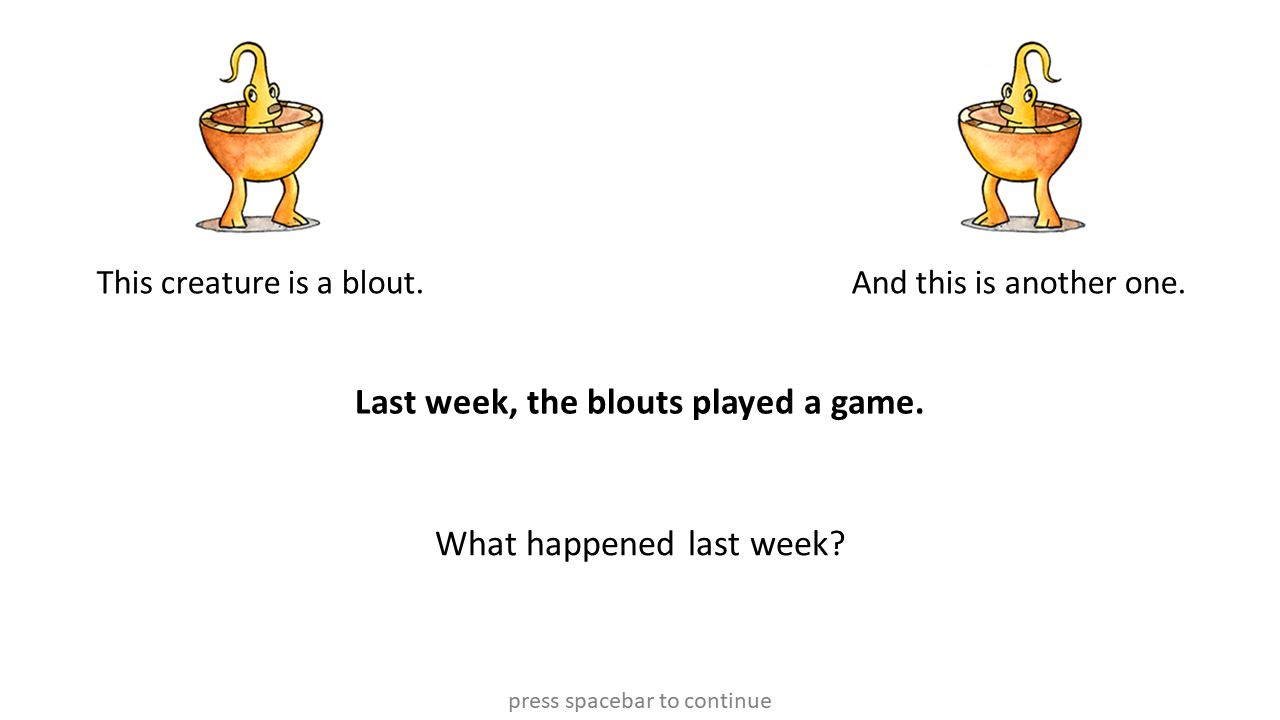 This creature is a blout.
And this is another one.
Last week, the blouts played a game.
What happened last week?
press spacebar to continue